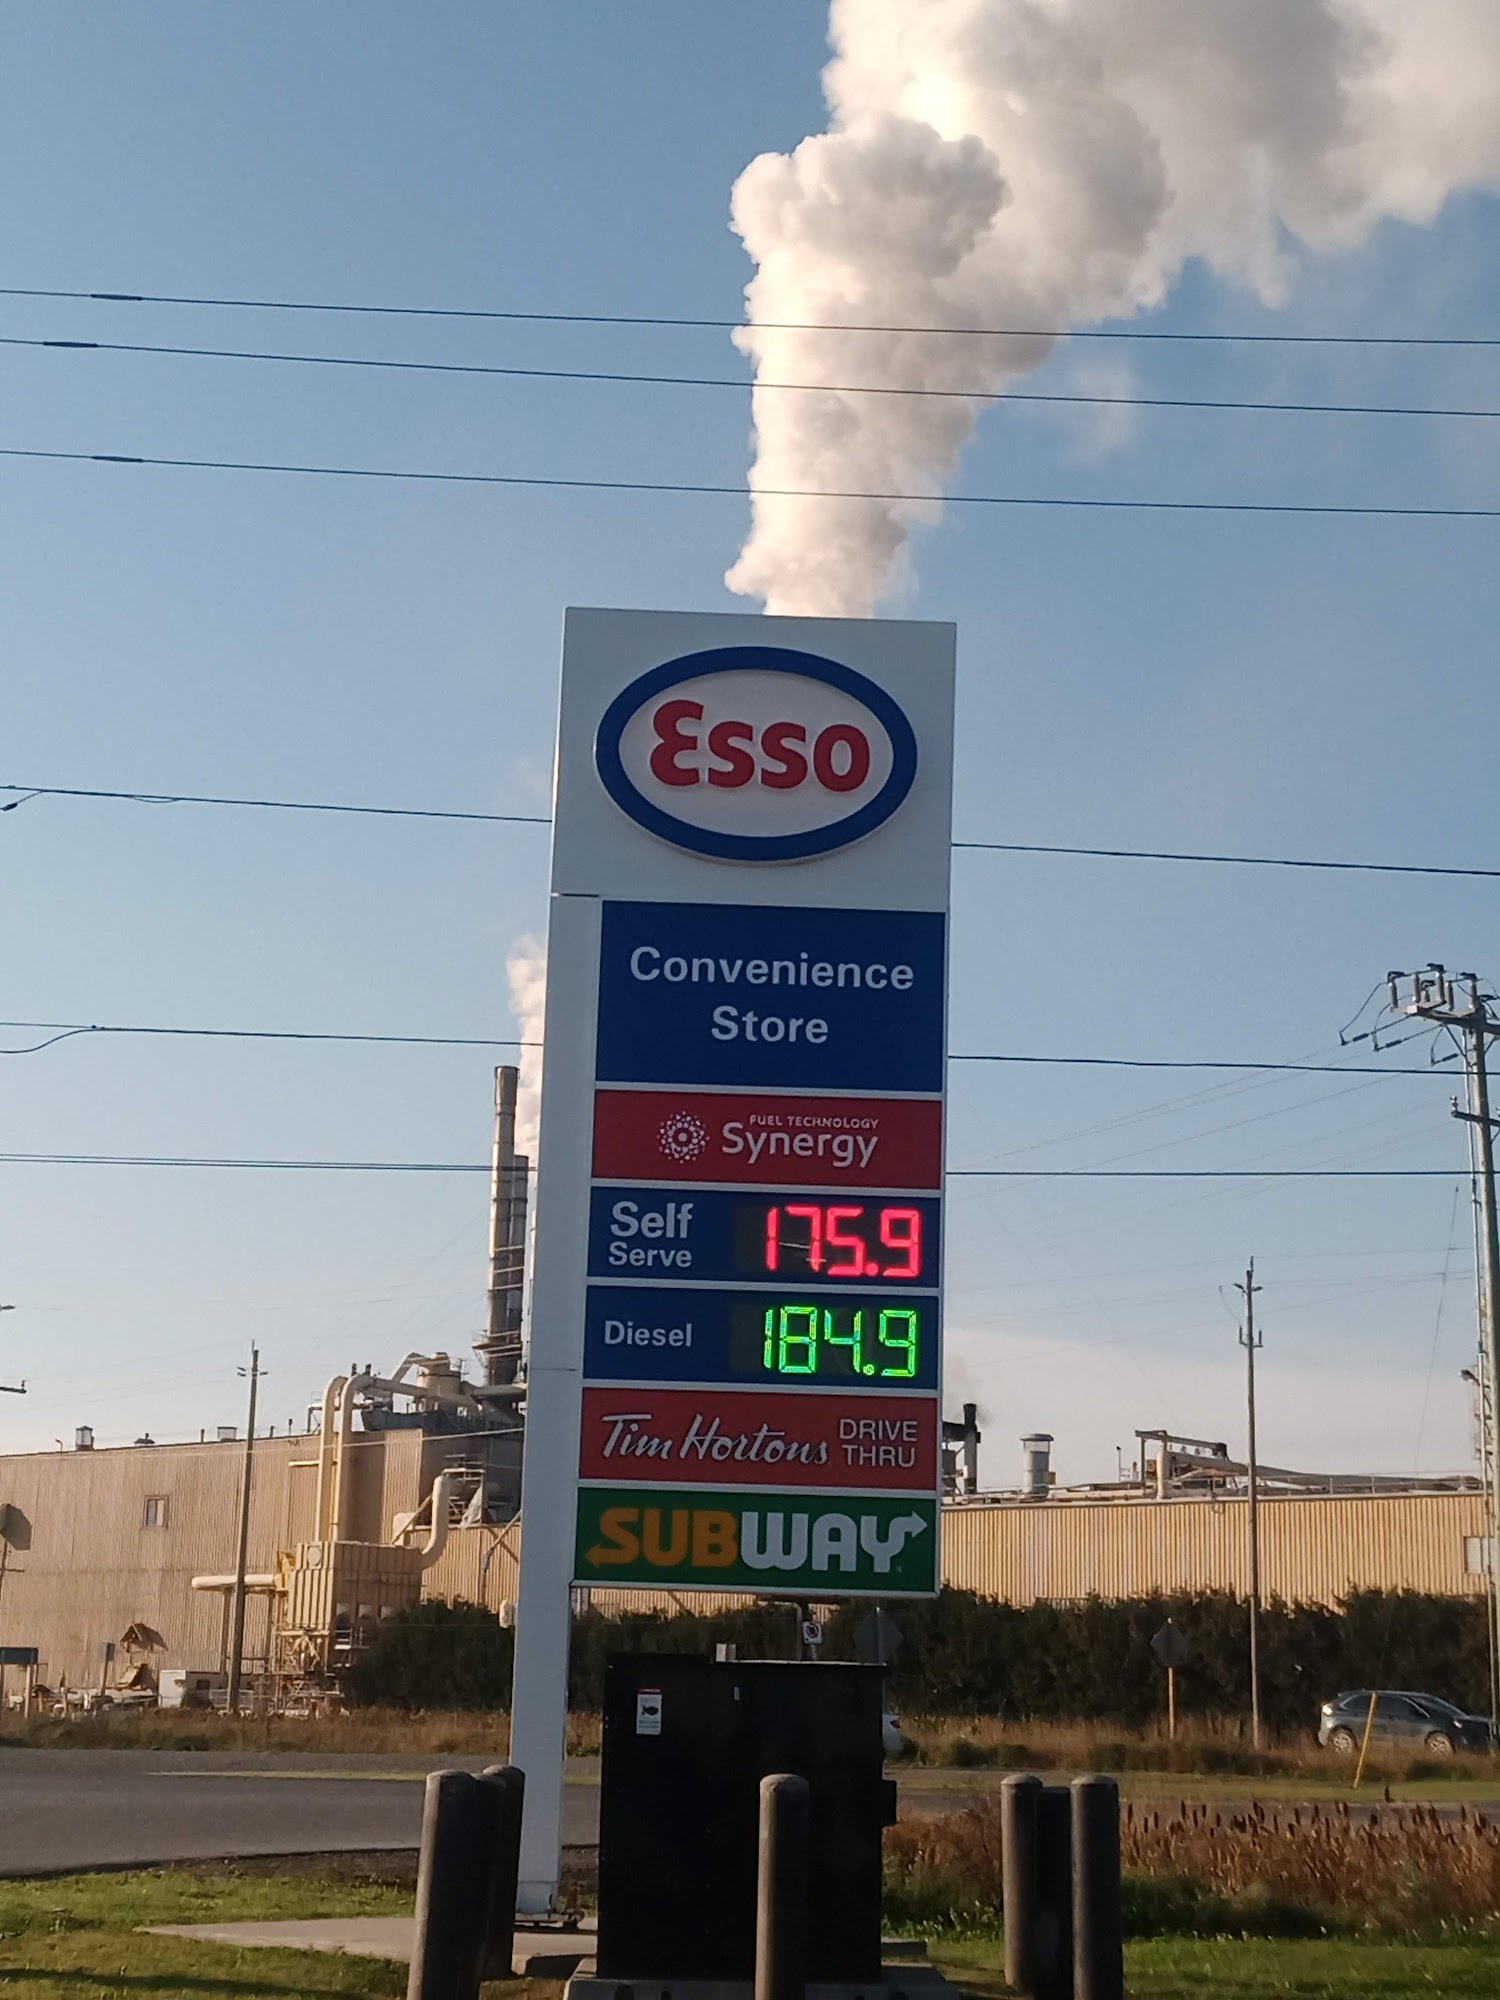 Esso
Convenience
Store
FUEL TECHNOLOGY
Synergy
Self
Serve
175.9
Diesel
184.9
Tim Hortons
DRIVE
THRU
SUBWAY